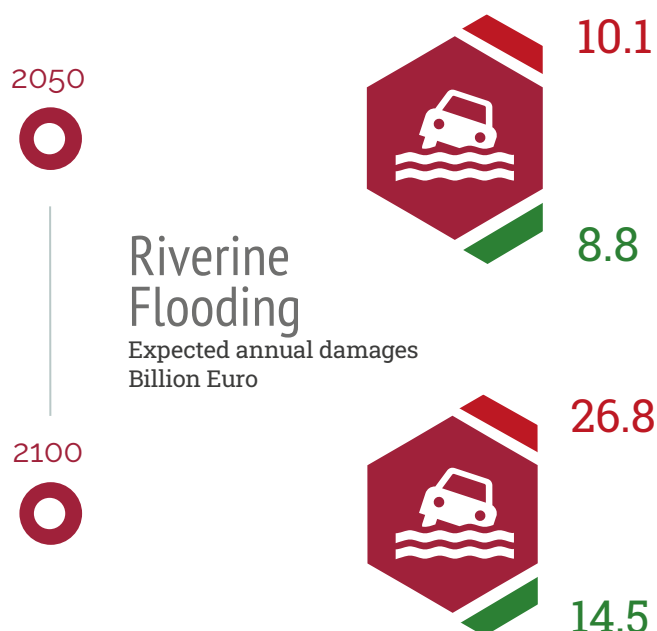 2050
10.1
8.8
Riverine
Flooding
Expected annual damages
Billion Euro
2100
26.8
14.5